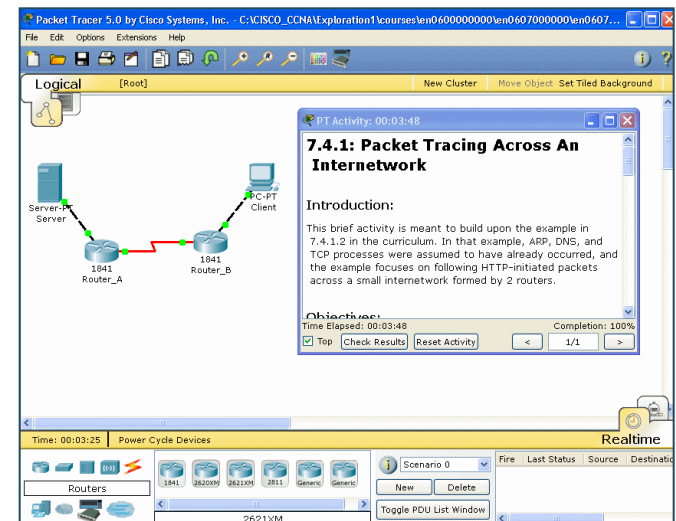 Packet Tracer 5.0 by Cisco Systems, Inc. - C:\CISCO_CCNA\Exploration1\courses\en0600000000\en0607000000\en0607...
File Edit Options Extensions Help
Logical [Root] New Cluster Move Object Set Tiled Background
PT Activity: 00:03:48
7.4.1: Packet Tracing Across An
Internetwork
Introduction:
This brief activity is meant to build upon the example in
7.4.1.2 in the curriculum. In that example, ARP, DNS, and
TCP processes were assumed to have already occurred, and
the example focuses on following HTTP-initiated packets
across a small internetwork formed by 2 routers.
Objectives:
Time Elapsed: 00:03:48 Completion: 100%
Top Check Results Reset Activity < 1/1 >
Server-PT
Server
PC-PT
Client
1841
Router_A
1841
Router_B
Realtime
Time: 00:03:25 Power Cycle Devices
Routers
1841 2620XM 2621XM 2811 Generic Generic
2621XM
Scenario 0
New Delete
Toggle PDU List Window
Fire Last Status Source Destinatio